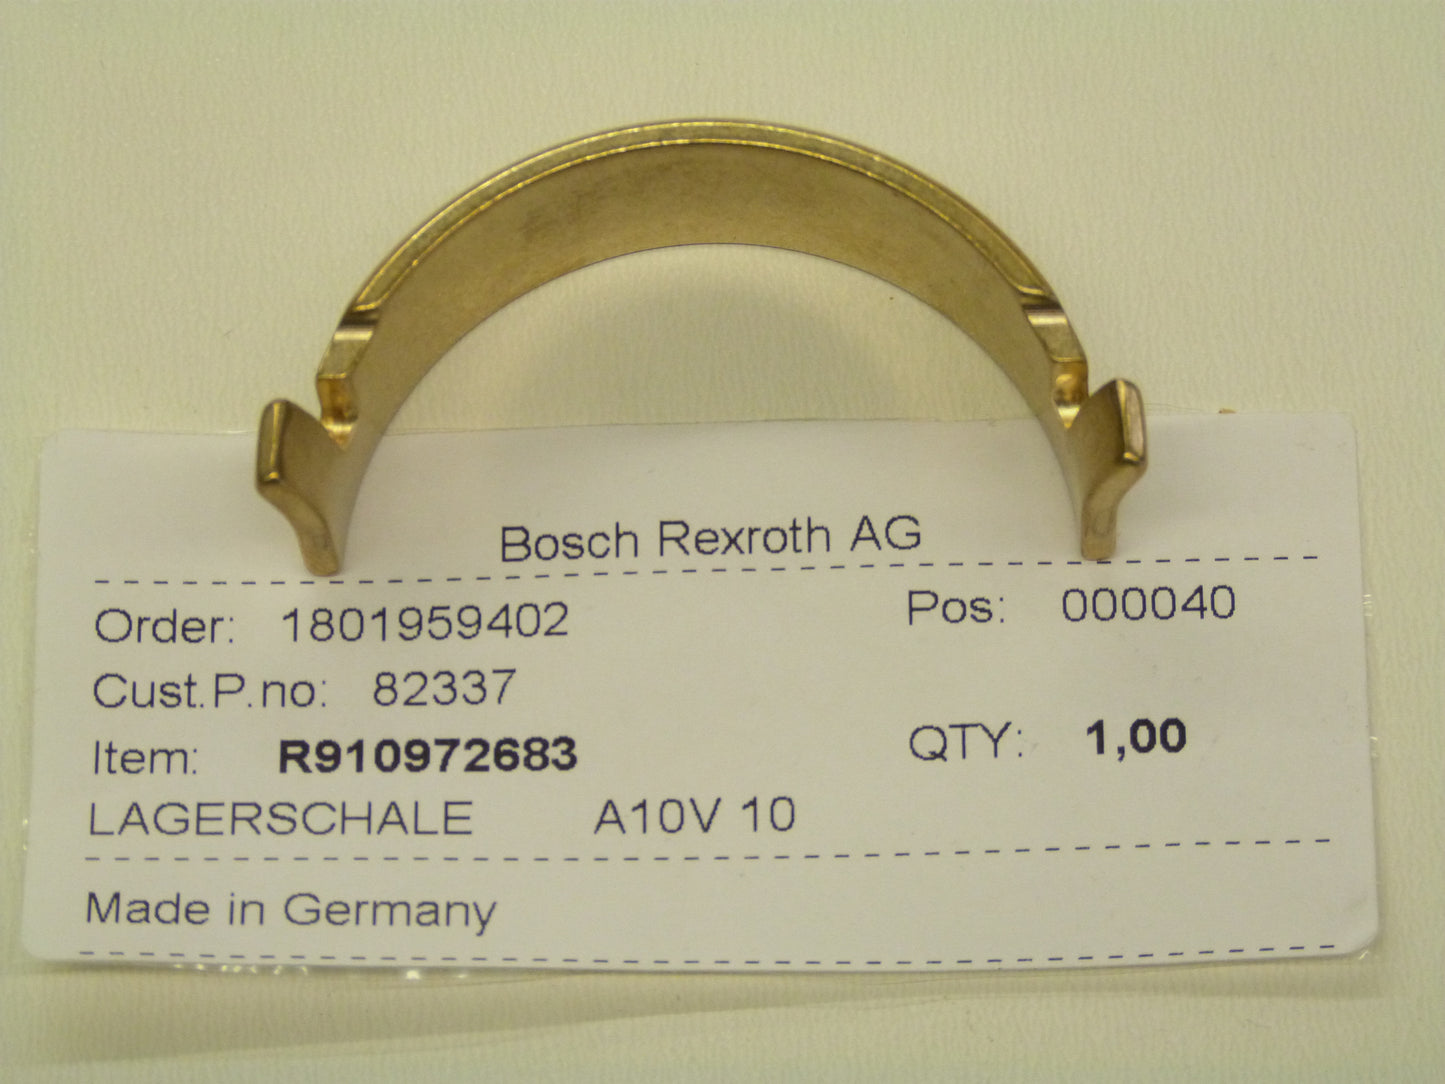 Bosch Rexroth AG
Order: 1801959402 Pos: 000040
Cust.P.no: 82337
Item: R910972683 QTY: 1,00
LAGERSCHALE A10V 10
Made in Germany